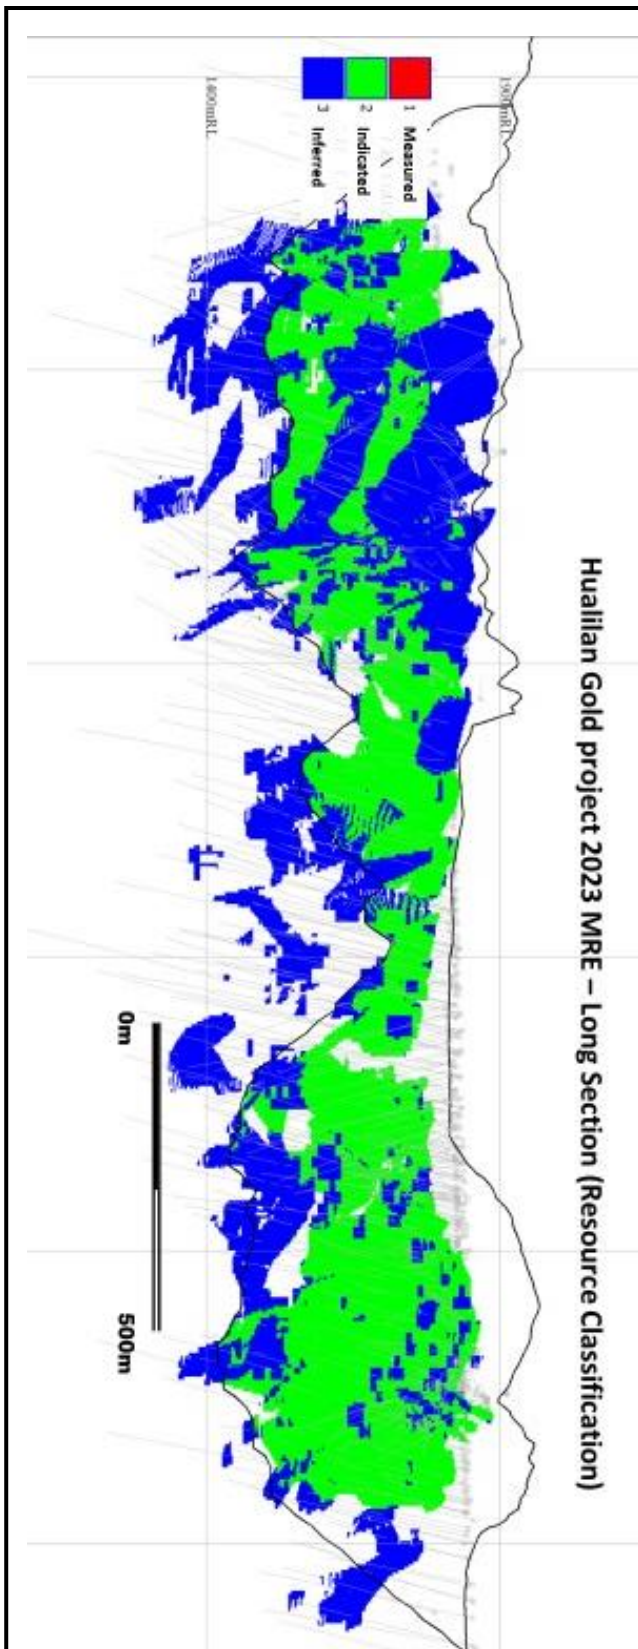 Hualilan Gold project 2023 MRE – Long Section (Resource Classification)
1900mRL
1 Measured
2 Indicated
3 Inferred
1400mRL
0m
500m